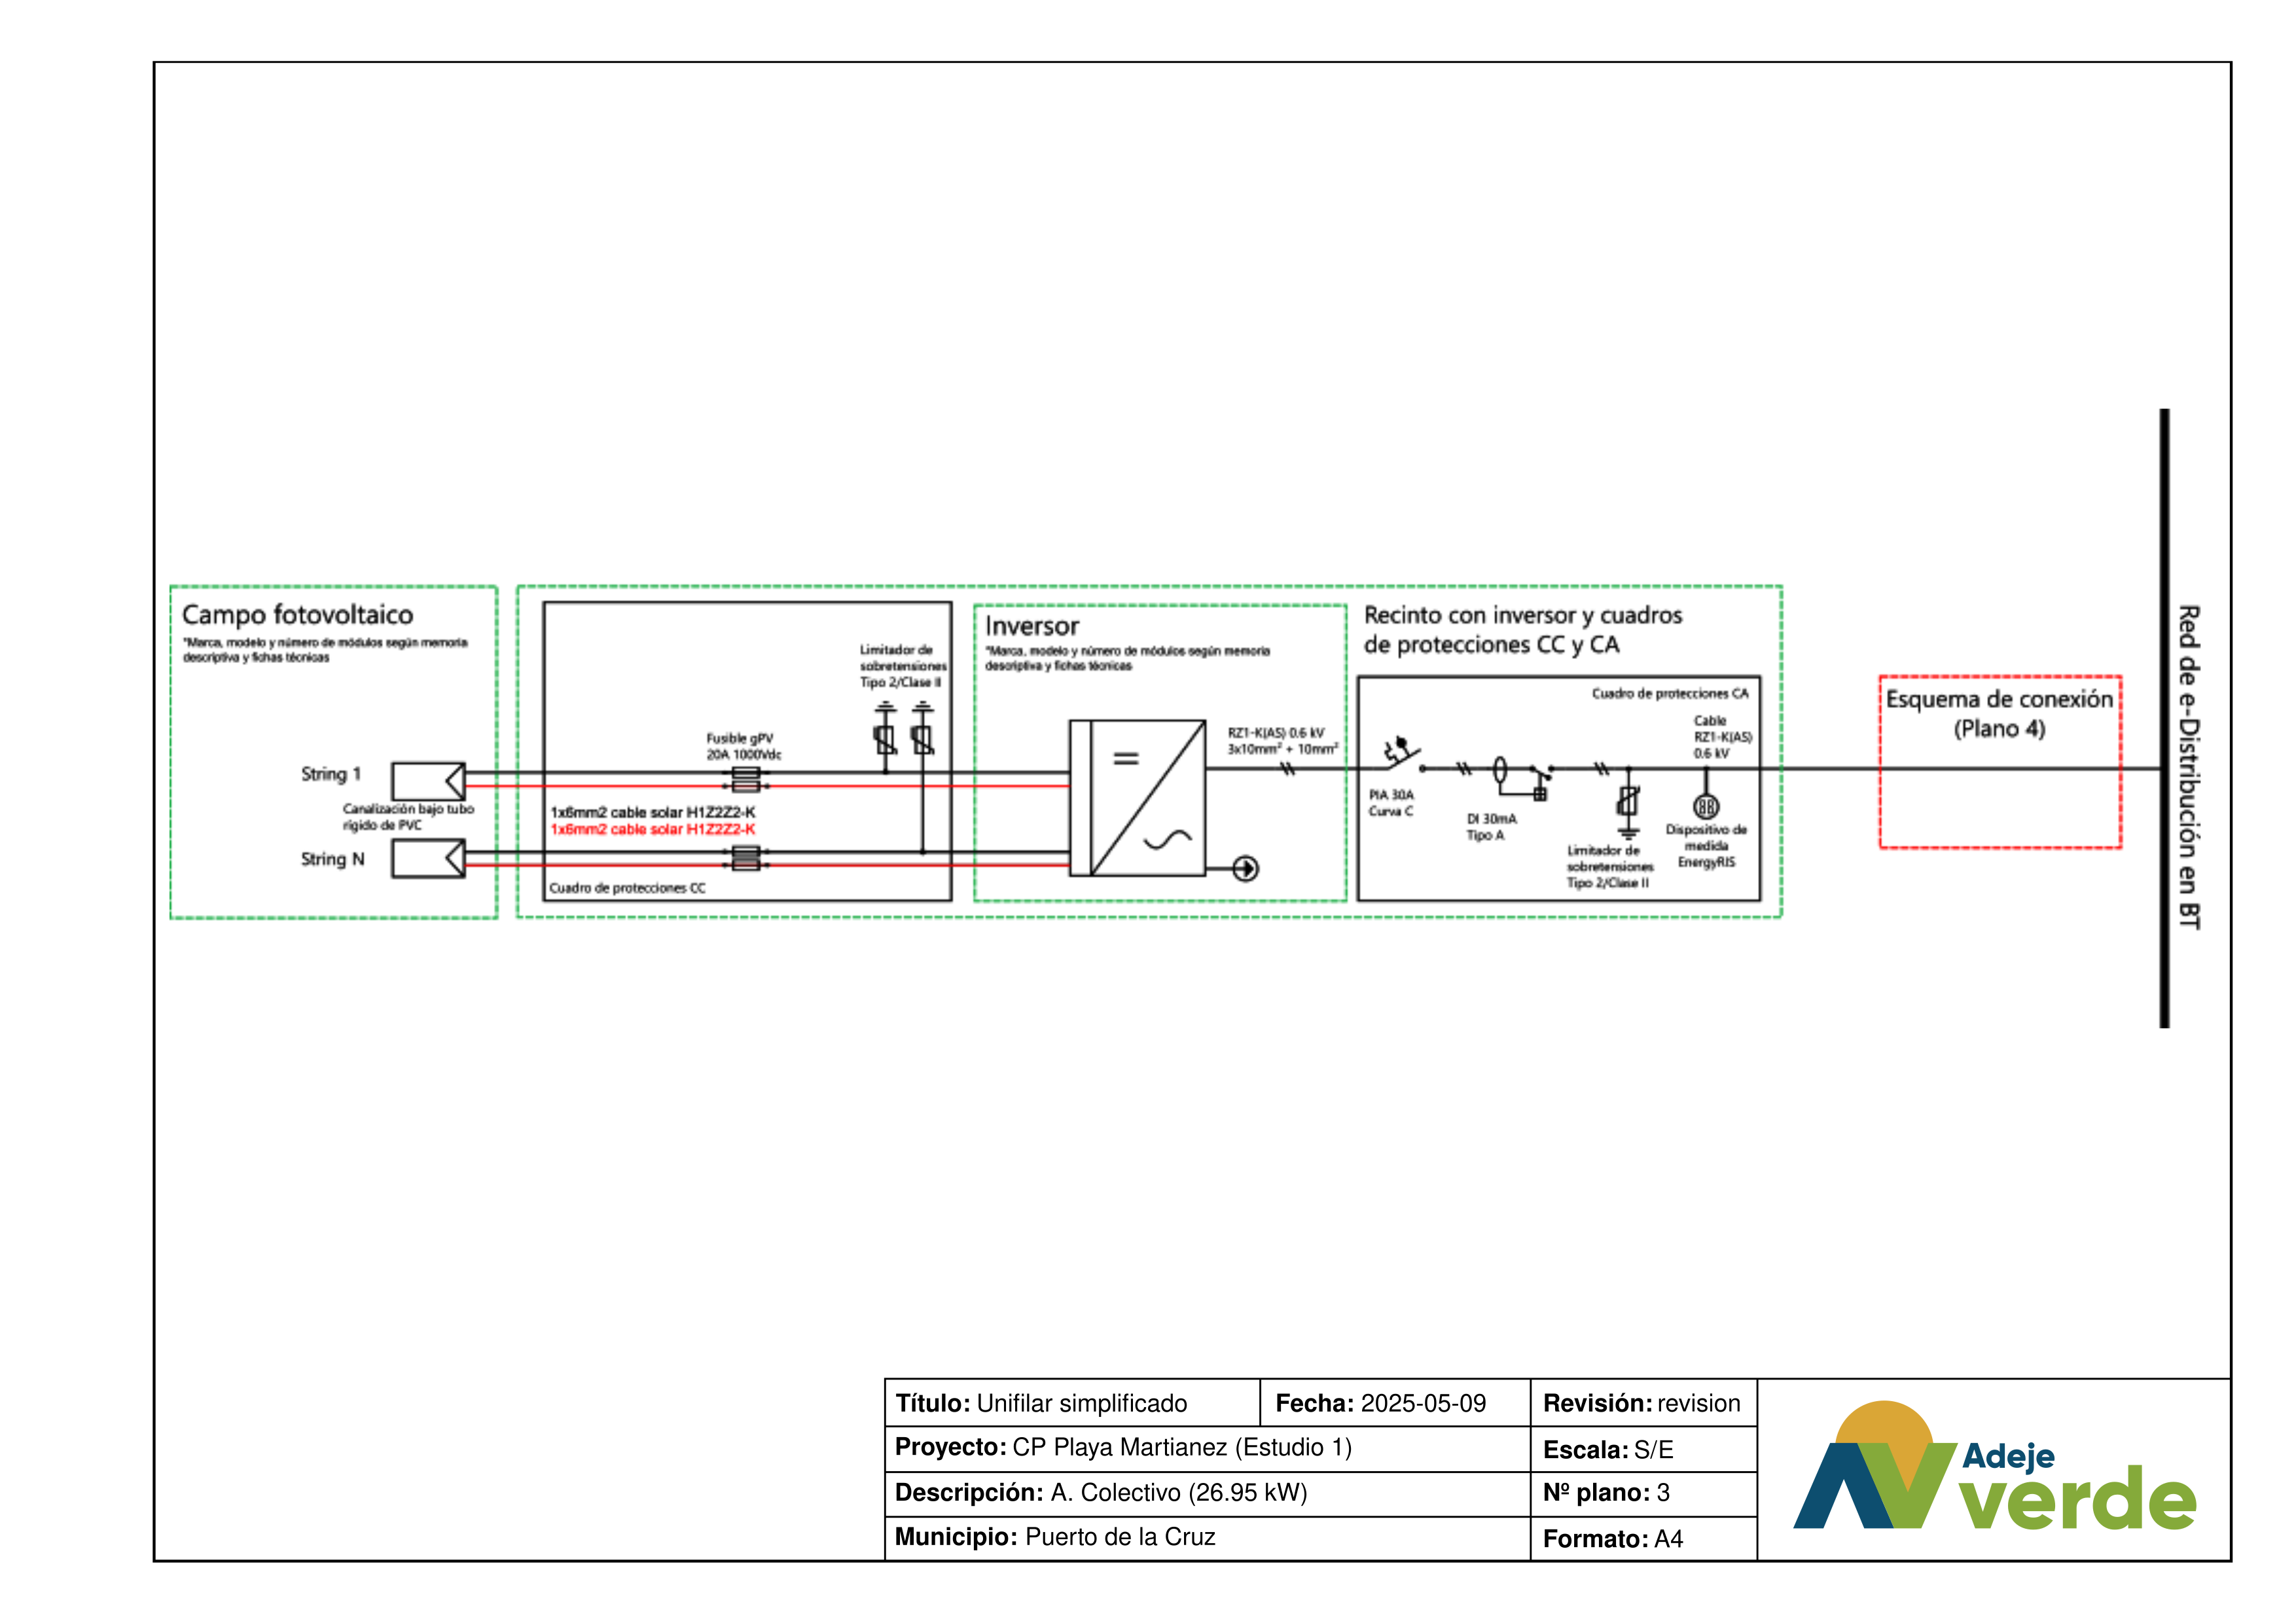 Campo fotovoltaico
*Marca, modelo y número de módulos según memoria
descriptiva y fichas técnicas
String 1
Canalización bajo tubo
rígido de PVC
String N
Limitador de
sobretensiones
Tipo 2/Clase II
Fusible gPV
20A 1000Vdc
1x6mm2 cable solar H1Z2Z2-K
1x6mm2 cable solar H1Z2Z2-K
Cuadro de protecciones CC
Inversor
*Marca, modelo y número de módulos según memoria
descriptiva y fichas técnicas
RZ1-K(AS) 0.6 kV
3x10mm² + 10mm²
Recinto con inversor y cuadros
de protecciones CC y CA
Cuadro de protecciones CA
Cable
RZ1-K(AS)
0.6 kV
PIA 30A
Curva C
DI 30mA
Tipo A
Limitador de
sobretensiones
Tipo 2/Clase II
Dispositivo de
medida
EnergyRIS
Esquema de conexión
(Plano 4)
Red de e-Distribución en BT
Título: Unifilar simplificado
Fecha: 2025-05-09
Revisión: revision
Proyecto: CP Playa Martianez (Estudio 1)
Escala: S/E
Descripción: A. Colectivo (26.95 kW)
Nº plano: 3
Municipio: Puerto de la Cruz
Formato: A4
Adeje
verde